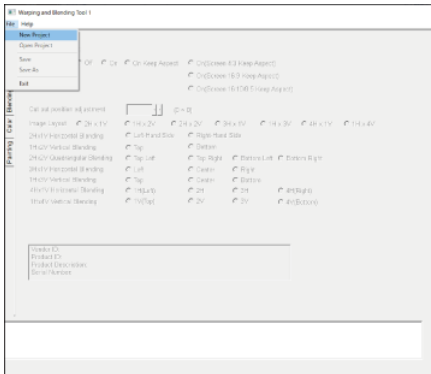 Warping and Blending Tool 1
File Help
New Project
Open Project
Save
Save As
Exit
Off On On Keep Aspect On(Screen 4:3 Keep Aspect)
On(Screen 16:9 Keep Aspect)
On(Screen 16:10 Keep Aspect)
Cut out position adjustment
Image Layout 2H x 1V 1H x 2V 2H x 2V 3H x 1V 1H x 3V 4H x 1V 1H x 4V
2Hx1V Horizontal Blending Left Hand Side Right Hand Side
1Hx2V Vertical Blending Top Bottom
2Hx2V Quadrangular Blending Top Left Top Right Bottom Left Bottom Right
3Hx1V Horizontal Blending Left Center Right
1Hx3V Vertical Blending Top Center Bottom
4Hx1V Horizontal Blending 1H(Left) 2H 3H 4H(Right)
1Hx4V Vertical Blending 1V(Top) 2V 3V 4V(Bottom)
Blending
Color
Painting
Vendor ID:
Product ID:
Product Description:
Serial Number: